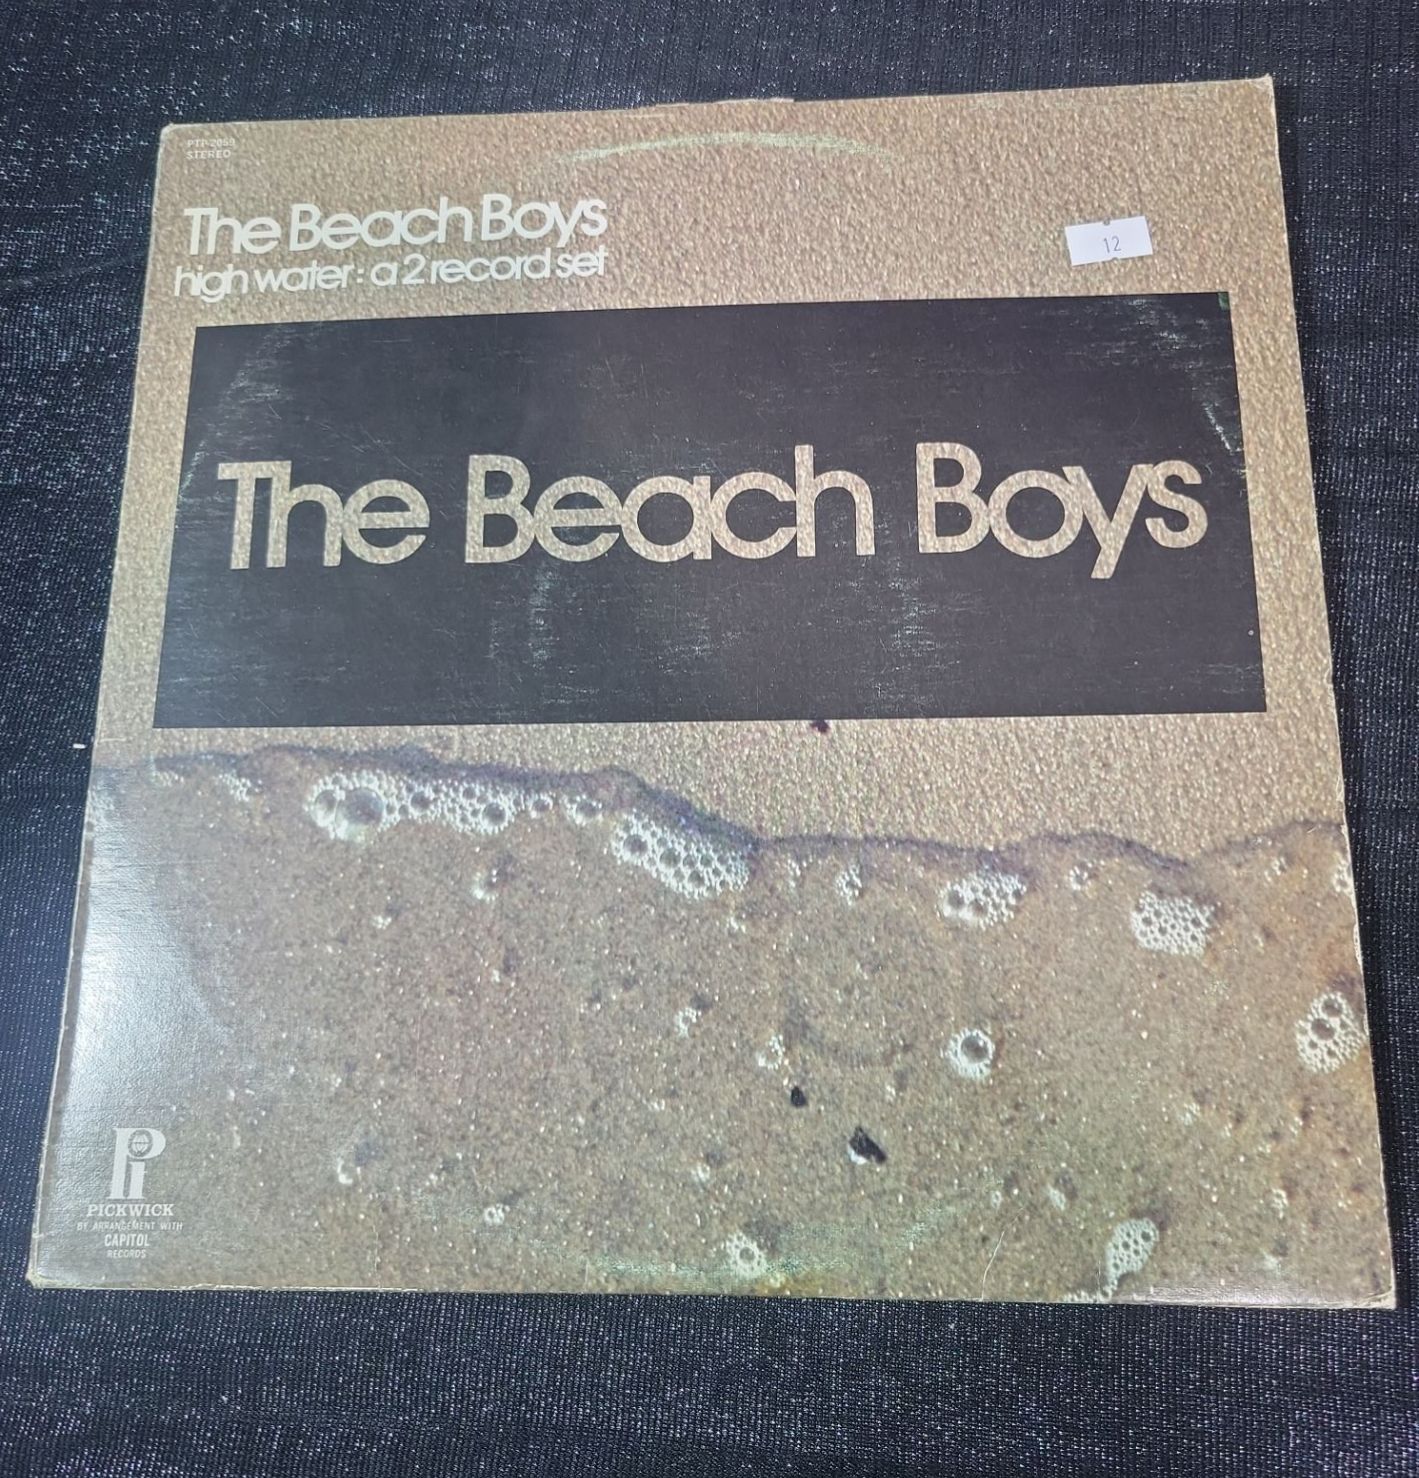 PTP-2059
STEREO
The Beach Boys
high water: a 2 record set
12
The Beach Boys
PICKWICK
BY ARRANGEMENT WITH
CAPITOL
RECORDS